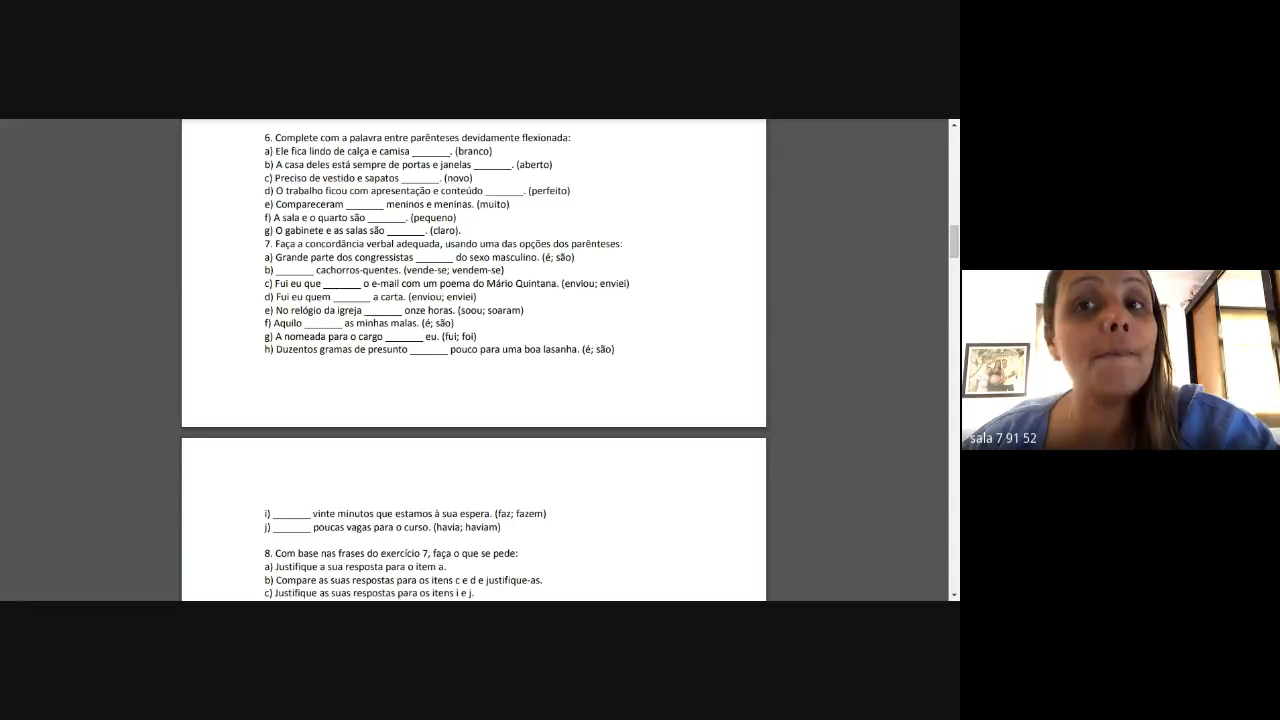 6. Complete com a palavra entre parênteses devidamente flexionada:
a) Ele fica lindo de calça e camisa _______. (branco)
b) A casa deles está sempre de portas e janelas _______. (aberto)
c) Preciso de vestido e sapatos _______. (novo)
d) O trabalho ficou com apresentação e conteúdo _______. (perfeito)
e) Compareceram _______ meninos e meninas. (muito)
f) A sala e o quarto são _______. (pequeno)
g) O gabinete e as salas são _______. (claro).
7. Faça a concordância verbal adequada, usando uma das opções dos parênteses:
a) Grande parte dos congressistas _______ do sexo masculino. (é; são)
b) _______ cachorros-quentes. (vende-se; vendem-se)
c) Fui eu que _______ o e-mail com um poema do Mário Quintana. (enviou; enviei)
d) Fui eu quem _______ a carta. (enviou; enviei)
e) No relógio da igreja _______ onze horas. (soou; soaram)
f) Aquilo _______ as minhas malas. (é; são)
g) A nomeada para o cargo _______ eu. (fui; foi)
h) Duzentos gramas de presunto _______ pouco para uma boa lasanha. (é; são)
i) _______ vinte minutos que estamos à sua espera. (faz; fazem)
j) _______ poucas vagas para o curso. (havia; haviam)
8. Com base nas frases do exercício 7, faça o que se pede:
a) Justifique a sua resposta para o item a.
b) Compare as suas respostas para os itens c e d e justifique-as.
c) Justifique as suas respostas para os itens i e j.
sala 7 91 52